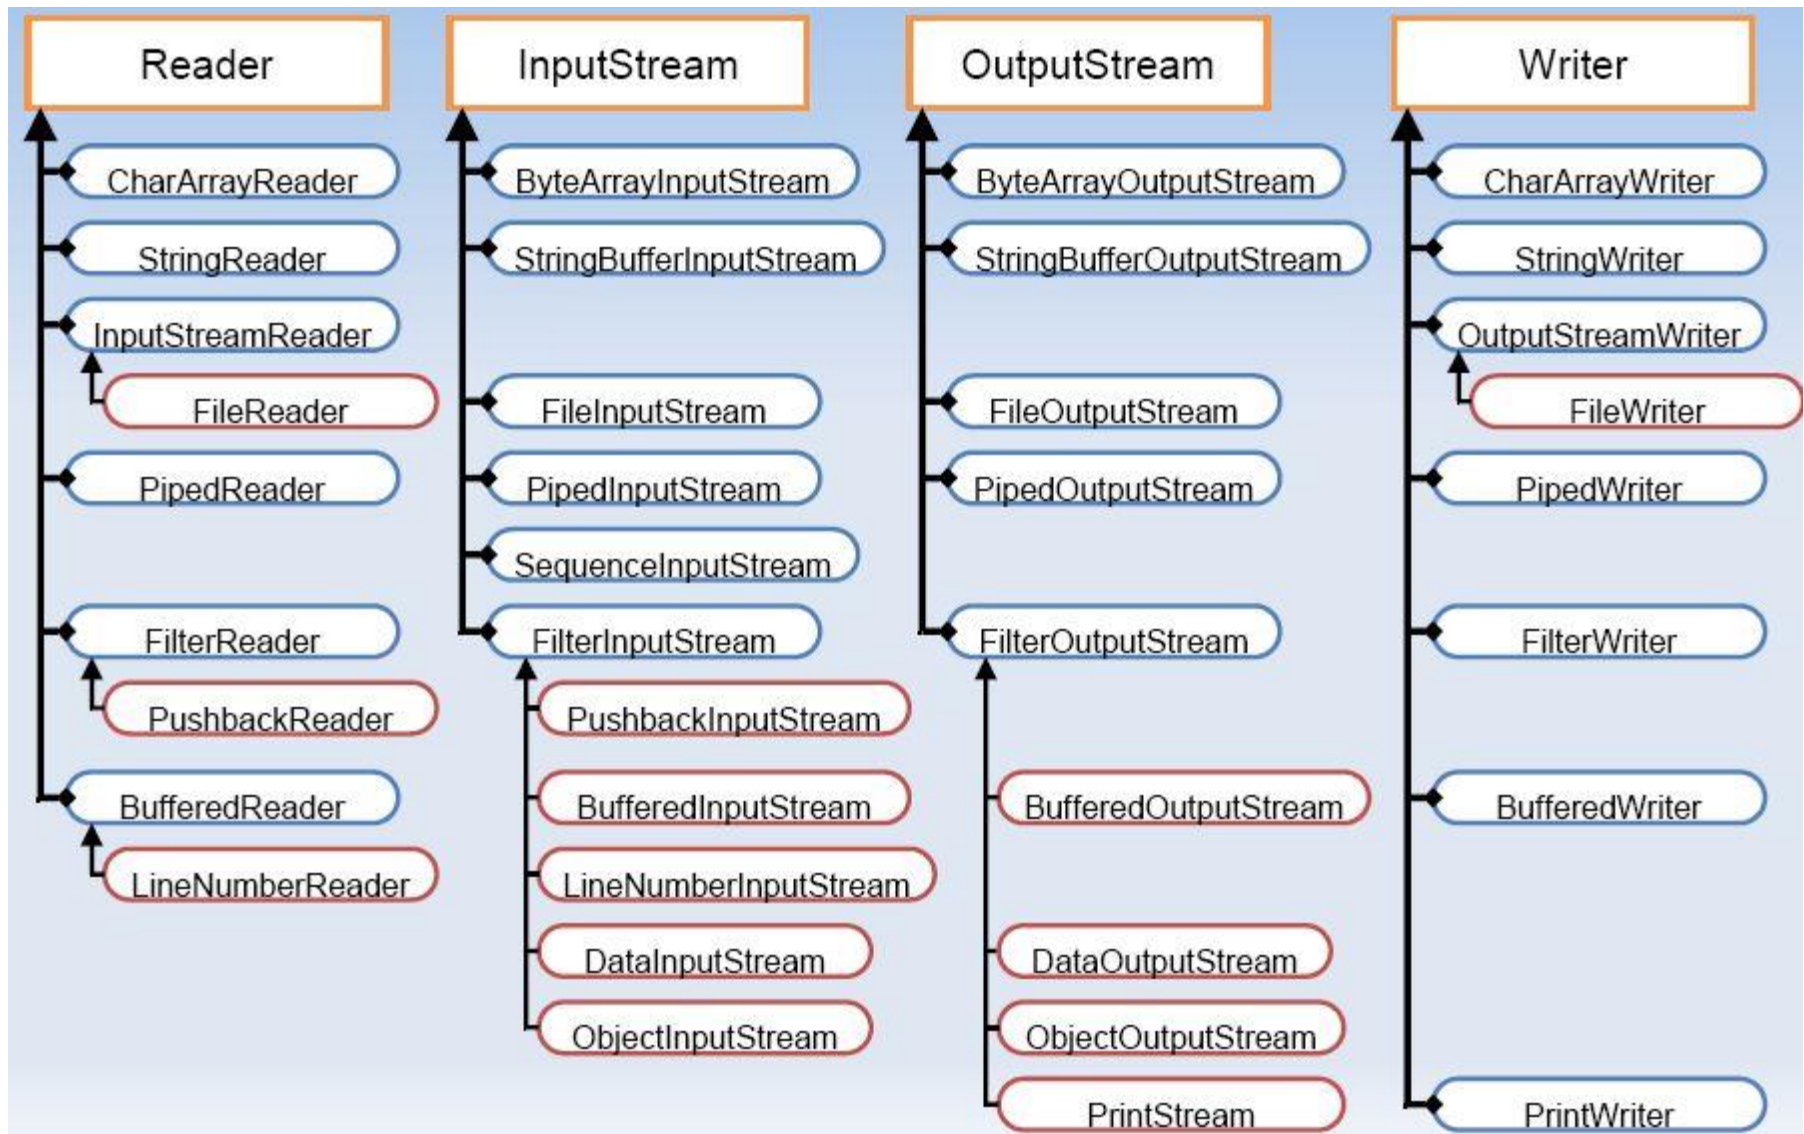 Reader
CharArrayReader
StringReader
InputStreamReader
FileReader
PipedReader
FilterReader
PushbackReader
BufferedReader
LineNumberReader
InputStream
ByteArrayInputStream
StringBufferInputStream
FileInputStream
PipedInputStream
SequenceInputStream
FilterInputStream
PushbackInputStream
BufferedInputStream
LineNumberInputStream
DataInputStream
ObjectInputStream
OutputStream
ByteArrayOutputStream
StringBufferOutputStream
FileOutputStream
PipedOutputStream
FilterOutputStream
BufferedOutputStream
DataOutputStream
ObjectOutputStream
PrintStream
Writer
CharArrayWriter
StringWriter
OutputStreamWriter
FileWriter
PipedWriter
FilterWriter
BufferedWriter
PrintWriter